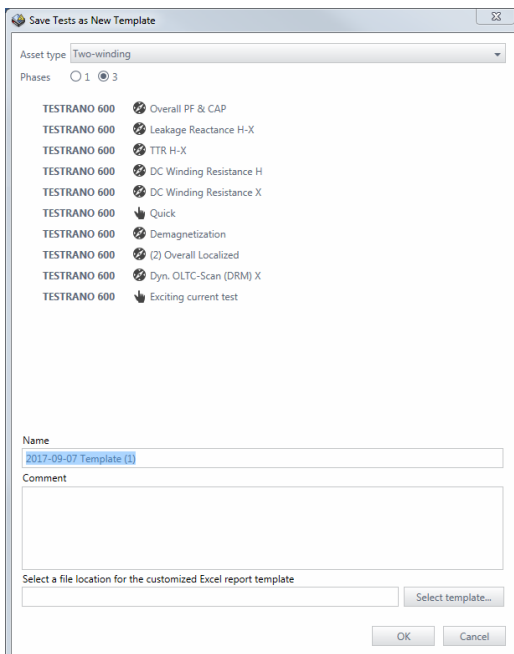 Save Tests as New Template
Asset type Two-winding
Phases 1 3
TESTRANO 600 Overall PF & CAP
TESTRANO 600 Leakage Reactance H-X
TESTRANO 600 TTR H-X
TESTRANO 600 DC Winding Resistance H
TESTRANO 600 DC Winding Resistance X
TESTRANO 600 Quick
TESTRANO 600 Demagnetization
TESTRANO 600 (2) Overall Localized
TESTRANO 600 Dyn. OLTC-Scan (DRM) X
TESTRANO 600 Exciting current test
Name
2017-09-07 Template (1)
Comment
Select a file location for the customized Excel report template
Select template...
OK Cancel